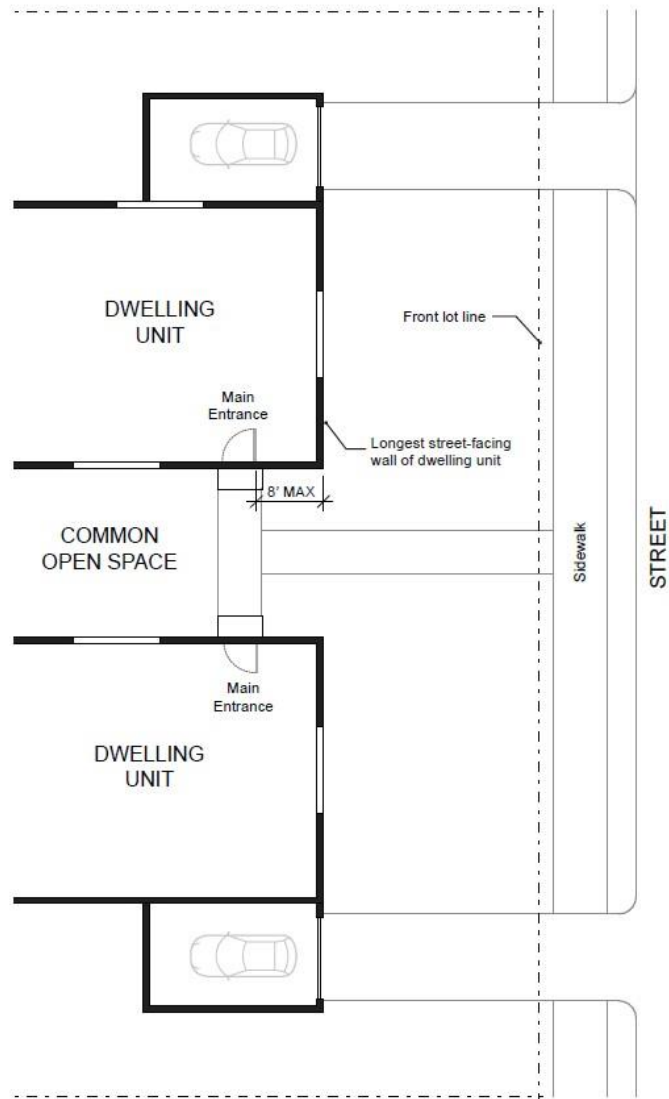 DWELLING
UNIT
Front lot line
Main
Entrance
Longest street-facing
wall of dwelling unit
8' MAX
COMMON
OPEN SPACE
Sidewalk
STREET
Main
Entrance
DWELLING
UNIT